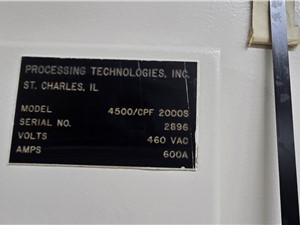 PROCESSING TECHNOLOGIES, INC.
ST. CHARLES, IL
MODEL 4500/CPF 2000S
SERIAL NO. 2896
VOLTS 460 VAC
AMPS 600A